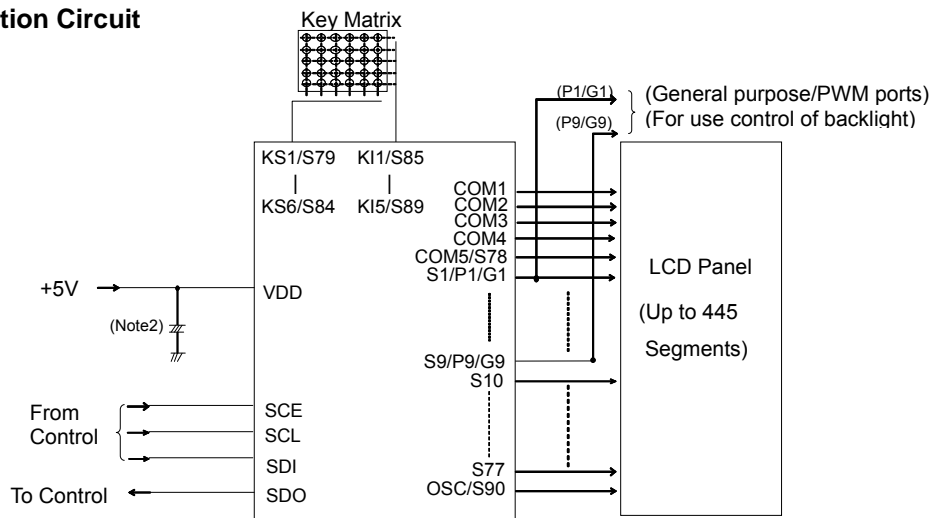 tion Circuit
Key Matrix
(P1/G1)
(General purpose/PWM ports)
(P9/G9)
(For use control of backlight)
KS1/S79 KI1/S85
KS6/S84 KI5/S89
COM1
COM2
COM3
COM4
COM5/S78
S1/P1/G1
LCD Panel
(Up to 445
Segments)
+5V
VDD
(Note2)
S9/P9/G9
S10
From
Control
SCE
SCL
SDI
S77
To Control
SDO
OSC/S90